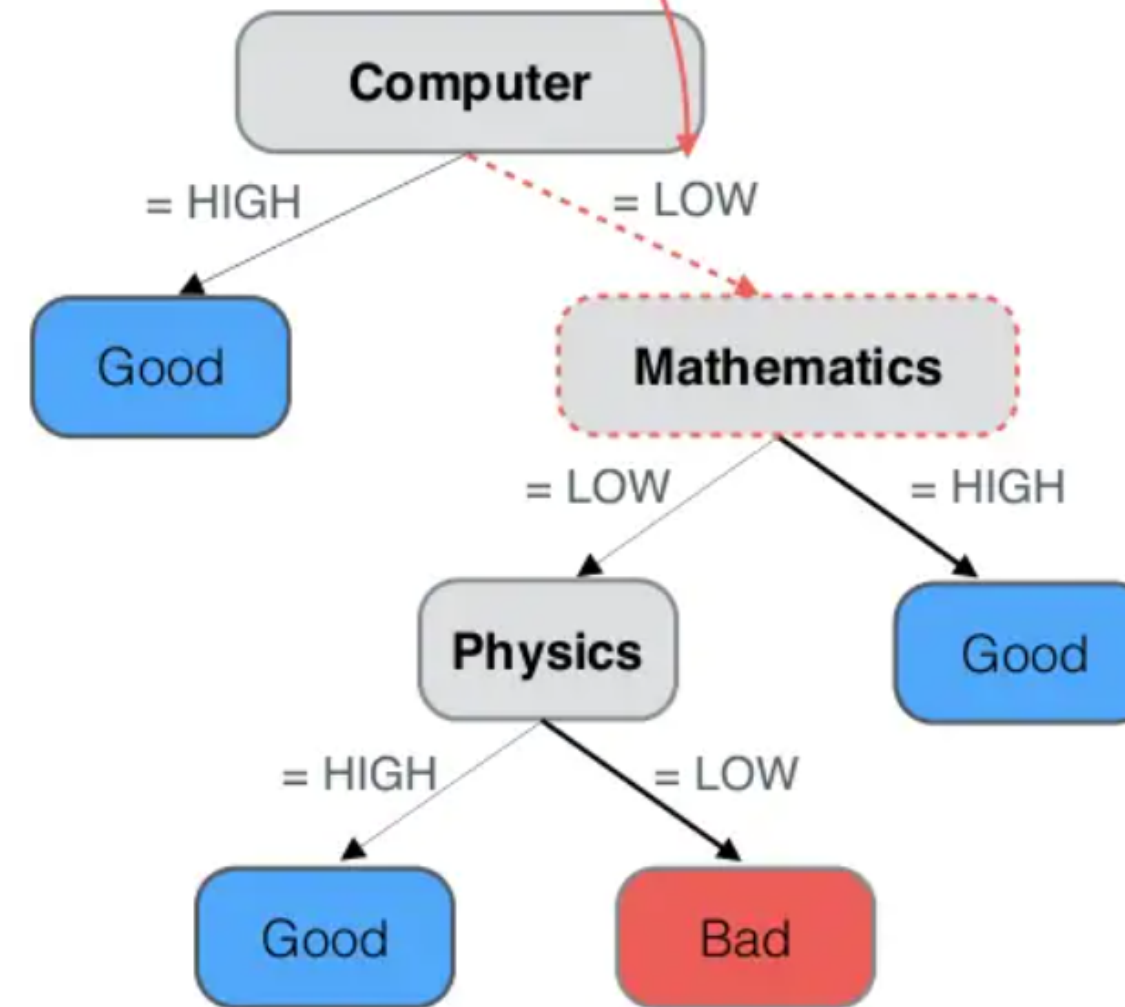 Computer
= HIGH
= LOW
Good
Mathematics
= LOW
= HIGH
Physics
Good
= HIGH
= LOW
Good
Bad